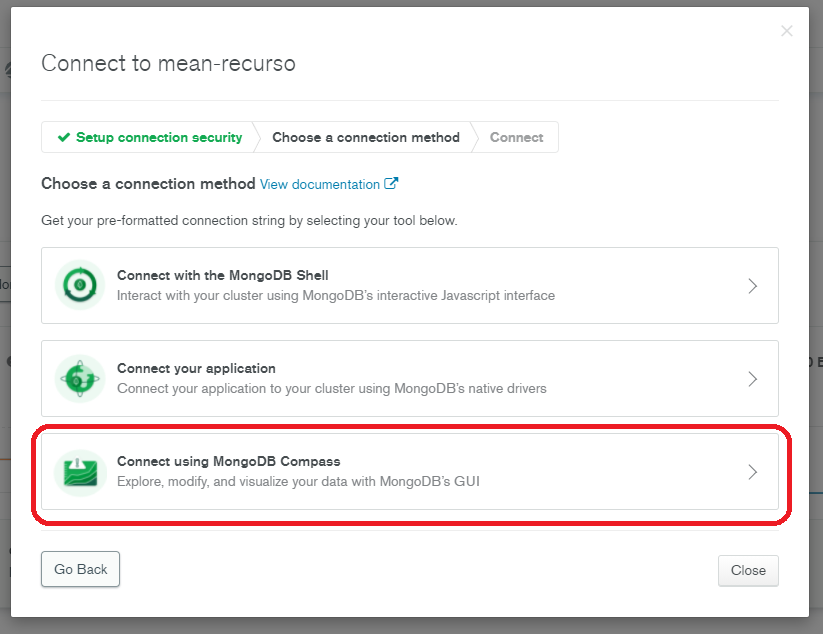 Connect to mean-recurso
Setup connection security
Choose a connection method
Connect
Choose a connection method View documentation
Get your pre-formatted connection string by selecting your tool below.
Connect with the MongoDB Shell
Interact with your cluster using MongoDB's interactive Javascript interface
Connect your application
Connect your application to your cluster using MongoDB's native drivers
Connect using MongoDB Compass
Explore, modify, and visualize your data with MongoDB's GUI
Go Back
Close